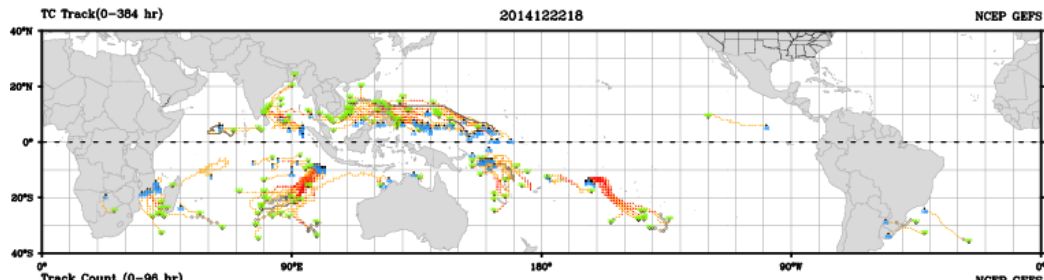 TC Track(0-384 hr) 2014122218 NCEP GEFS
40°N
20°N
0°
20°S
40°S
90°E 180° 90°W 0°
Track Count (0-96 hr) NCEP GEFS